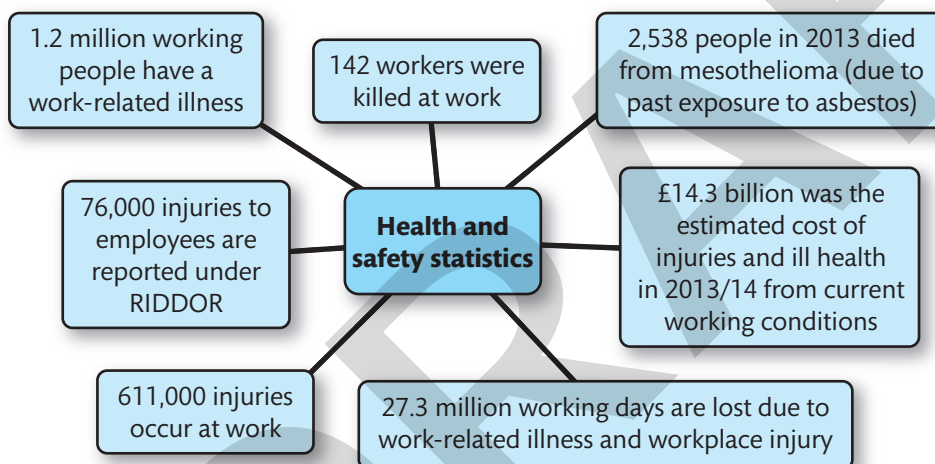 1.2 million working
people have a
work-related illness
142 workers were
killed at work
2,538 people in 2013 died
from mesothelioma (due to
past exposure to asbestos)
76,000 injuries to
employees are
reported under
RIDDOR
Health and
safety statistics
£14.3 billion was the
estimated cost of
injuries and ill health
in 2013/14 from current
working conditions
611,000 injuries
occur at work
27.3 million working days are lost due to
work-related illness and workplace injury